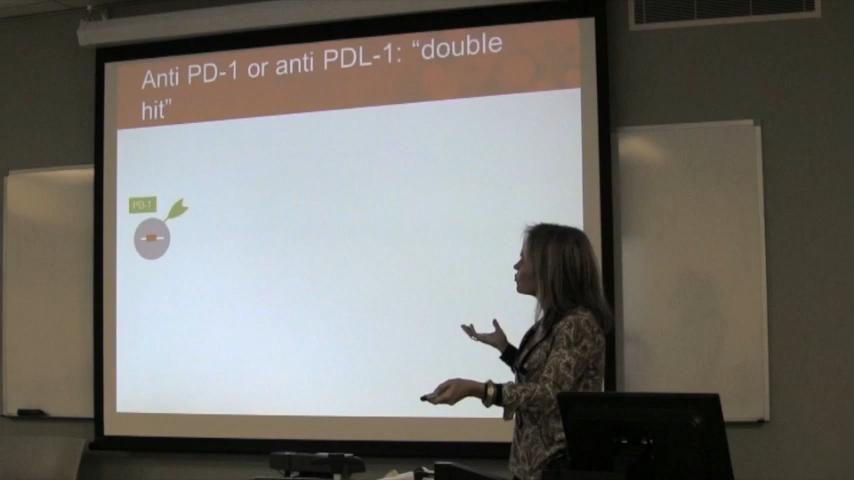 Anti PD-1 or anti PDL-1: “double
hit”
PD-1